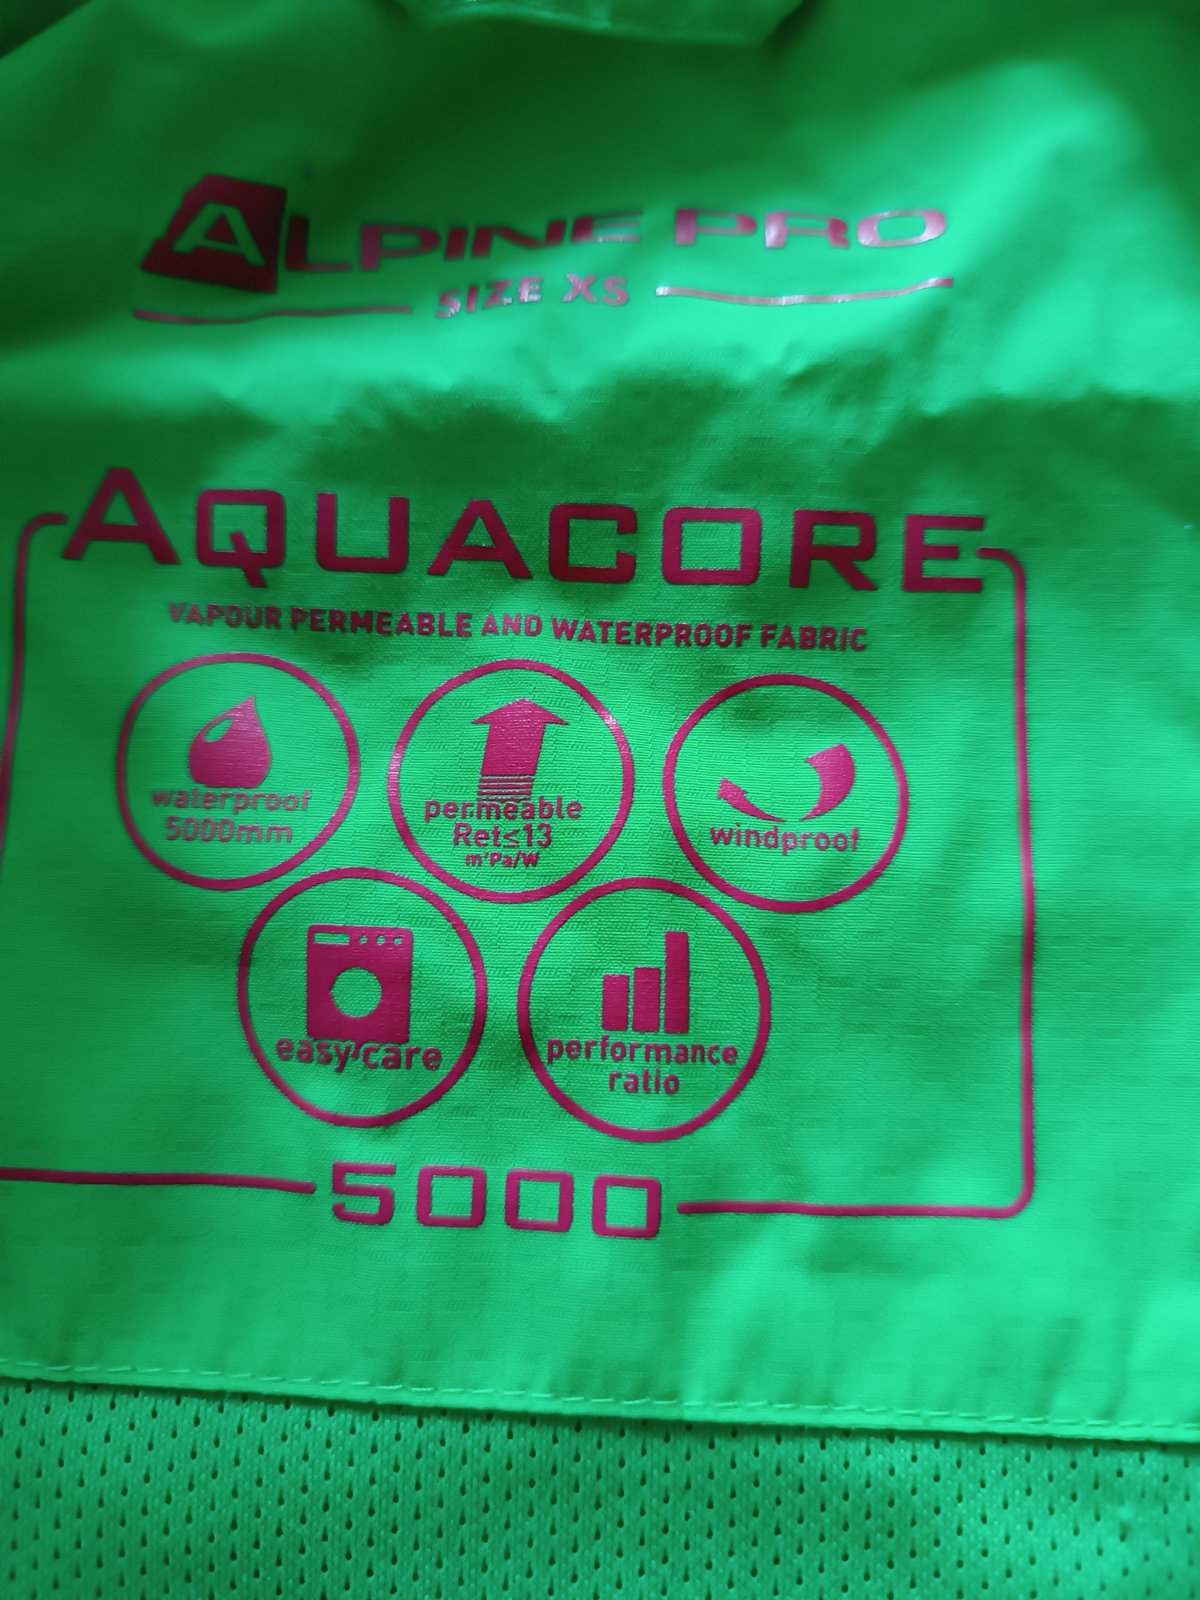 ALPINE PRO
SIZE XS
AQUACORE
VAPOUR PERMEABLE AND WATERPROOF FABRIC
waterproof
5000mm
permeable
Ret≤13
m²Pa/W
windproof
easy care
performance
ratio
5000